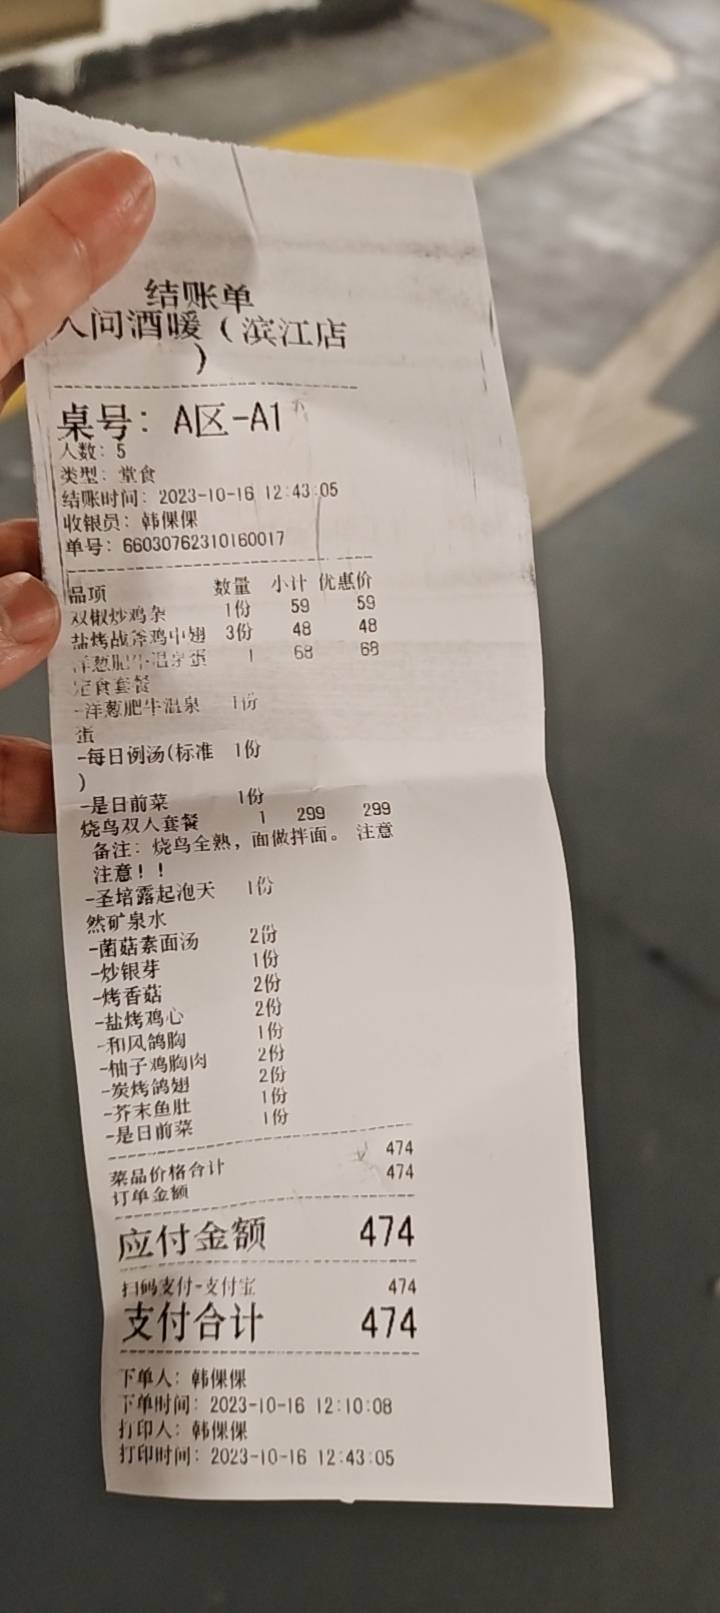 结账单
人间酒暖（滨江店
）
桌号：A区-A1
人数：5
类型：堂食
结账时间：2023-10-16 12:43:05
收银员：韩倮倮
单号：66030762310160017
品项 数量 小计 优惠价
双椒炒鸡杂 1份 59 59
盐烤战斧鸡中翅 3份 48 48
洋葱肥牛温泉蛋 1 68 68
定食套餐
-洋葱肥牛温泉 1份
蛋
-每日例汤(标准 1份
)
-是日前菜 1份
烧鸟双人套餐 1 299 299
备注：烧鸟全熟，面做拌面。 注意
注意！！
-圣培露起泡天 1份
然矿泉水
-菌菇素面汤 2份
-炒银芽 1份
-烤香菇 2份
-盐烤鸡心 2份
-和风鸽胸 1份
-柚子鸡胸肉 2份
-炭烤鸽翅 2份
-芥末鱼肚 1份
-是日前菜 1份
菜品价格合计 474
订单金额 474
应付金额 474
扫码支付-支付宝 474
支付合计 474
下单人：韩倮倮
下单时间：2023-10-16 12:10:08
打印人：韩倮倮
打印时间：2023-10-16 12:43:05